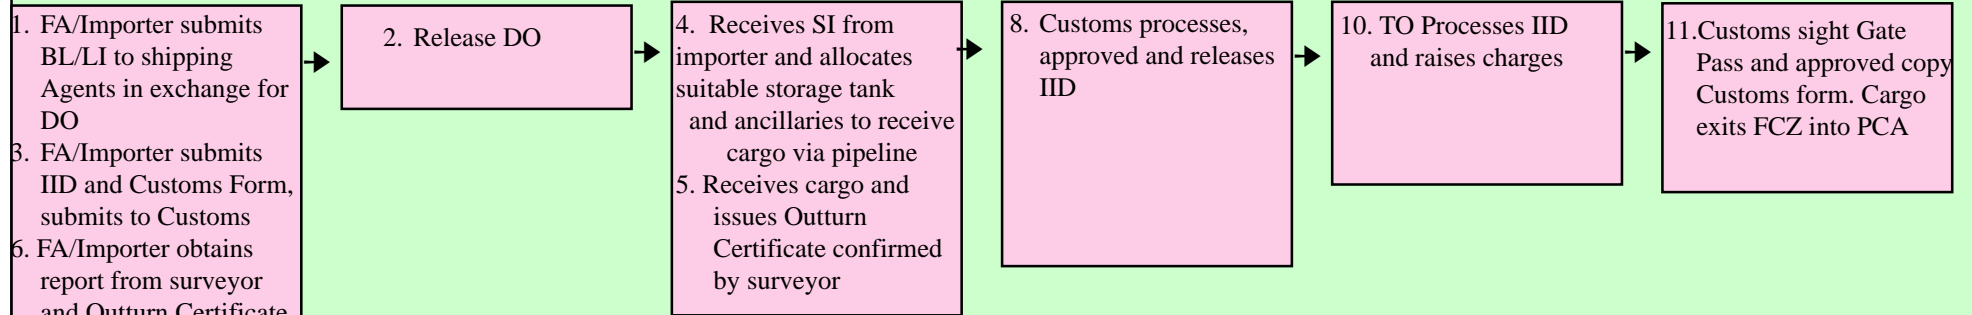 1. FA/Importer submits
BL/LI to shipping
Agents in exchange for
DO
3. FA/Importer submits
IID and Customs Form,
submits to Customs
6. FA/Importer obtains
report from surveyor
and Outturn Certificate
2. Release DO
4. Receives SI from
importer and allocates
suitable storage tank
and ancillaries to receive
cargo via pipeline
5. Receives cargo and
issues Outturn
Certificate confirmed
by surveyor
8. Customs processes,
approved and releases
IID
10. TO Processes IID
and raises charges
11.Customs sight Gate
Pass and approved copy
Customs form. Cargo
exits FCZ into PCA